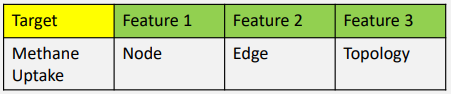 Target Feature 1 Feature 2 Feature 3
Methane Node Edge Topology
Uptake